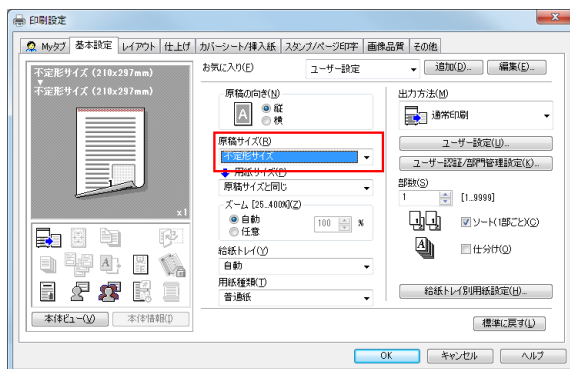 印刷設定
Myタブ 基本設定 レイアウト 仕上げ カバーシート/挿入紙 スタンプ/ページ印字 画像品質 その他
不定形サイズ (210x297mm)
不定形サイズ (210x297mm)
1
x1
本体ビュー(V) 本体情報(I)
お気に入り(F) ユーザー設定 追加(D)... 編集(E)...
原稿の向き(N)
A
縦
横
原稿サイズ(R)
不定形サイズ
用紙サイズ(P)
原稿サイズと同じ
ズーム [25..400%](Z)
自動
任意
100 %
給紙トレイ(Y)
自動
用紙種類(T)
普通紙
出力方法(M)
通常印刷
ユーザー設定(U)...
ユーザー認証/部門管理設定(K)...
部数(S)
1 [1..9999]
ソート(1部ごと)(C)
仕分け(O)
給紙トレイ別用紙設定(H)...
標準に戻す(L)
OK キャンセル ヘルプ